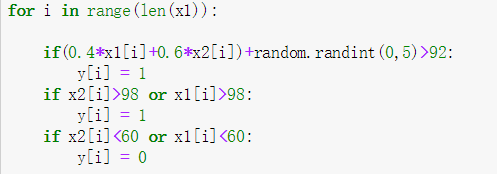 for i in range(len(x1)):
if(0.4*x1[i]+0.6*x2[i])+random.randint(0,5)>92:
y[i] = 1
if x2[i]>98 or x1[i]>98:
y[i] = 1
if x2[i]<60 or x1[i]<60:
y[i] = 0